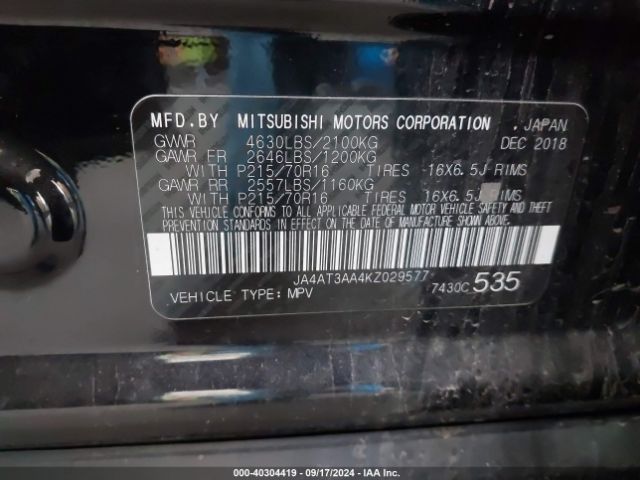 MFD. BY MITSUBISHI MOTORS CORPORATION , JAPAN
GVWR 4630LBS/2100KG DEC 2018
GAWR FR 2646LBS/1200KG
WITH P215/70R16 TIRES -16X6.5J-RIMS
GAWR RR 2557LBS/1160KG
WITH P215/70R16 TIRES 16X6.5J-RIMS
THIS VEHICLE CONFORMS TO ALL APPLICABLE FEDERAL MOTOR VEHICLE SAFETY AND THEFT
PREVENTION STANDARDS IN EFFECT ON THE DATE OF MANUFACTURE SHOWN ABOVE.
JA4AT3AA4KZ029577
VEHICLE TYPE: MPV 7430C 535
000-40304419 - 09/17/2024 - IAA Inc.